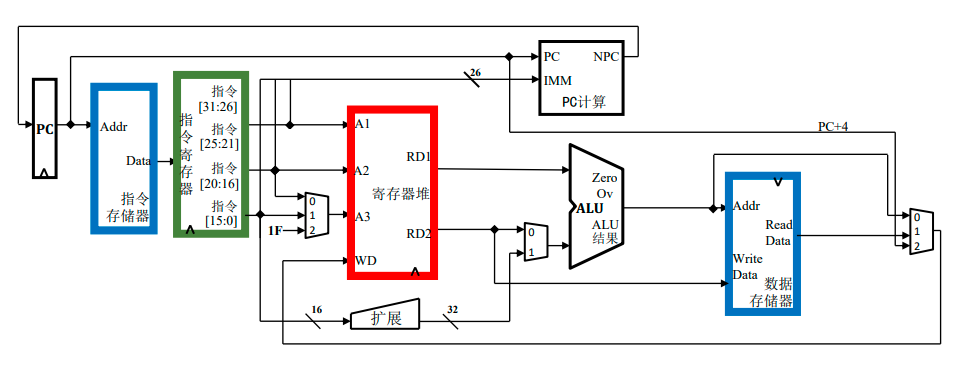 PC
Addr
Data
指令
存储器
指令寄存器
指令
[31:26]
指令
[25:21]
指令
[20:16]
指令
[15:0]
0
1
2
1F
A1
A2
A3
WD
RD1
RD2
寄存器堆
16
扩展
32
0
1
Zero
Ov
ALU
ALU
结果
26
PC
NPC
IMM
PC计算
PC+4
Addr
Read
Data
Write
Data
数据
存储器
0
1
2